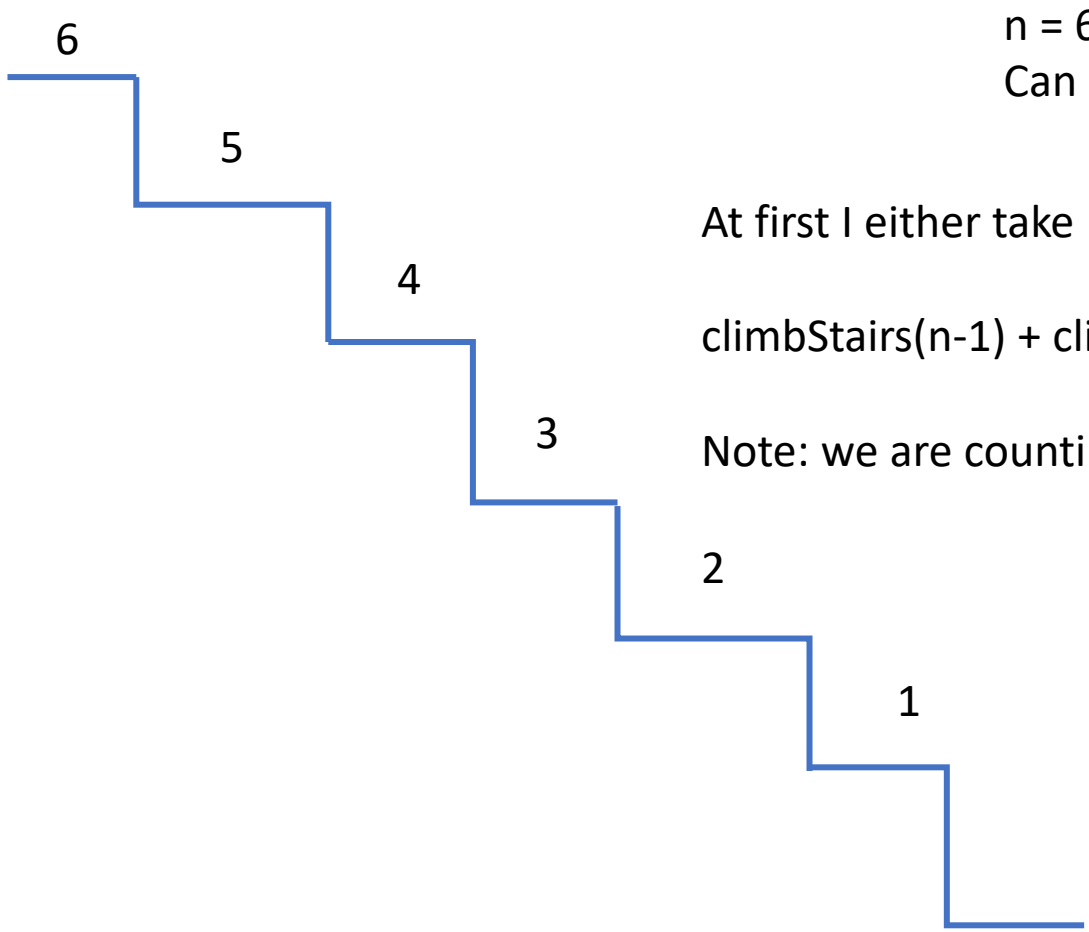 n = 6
Can
At first I either take
climbStairs(n-1) + cli
Note: we are counti
6
5
4
3
2
1